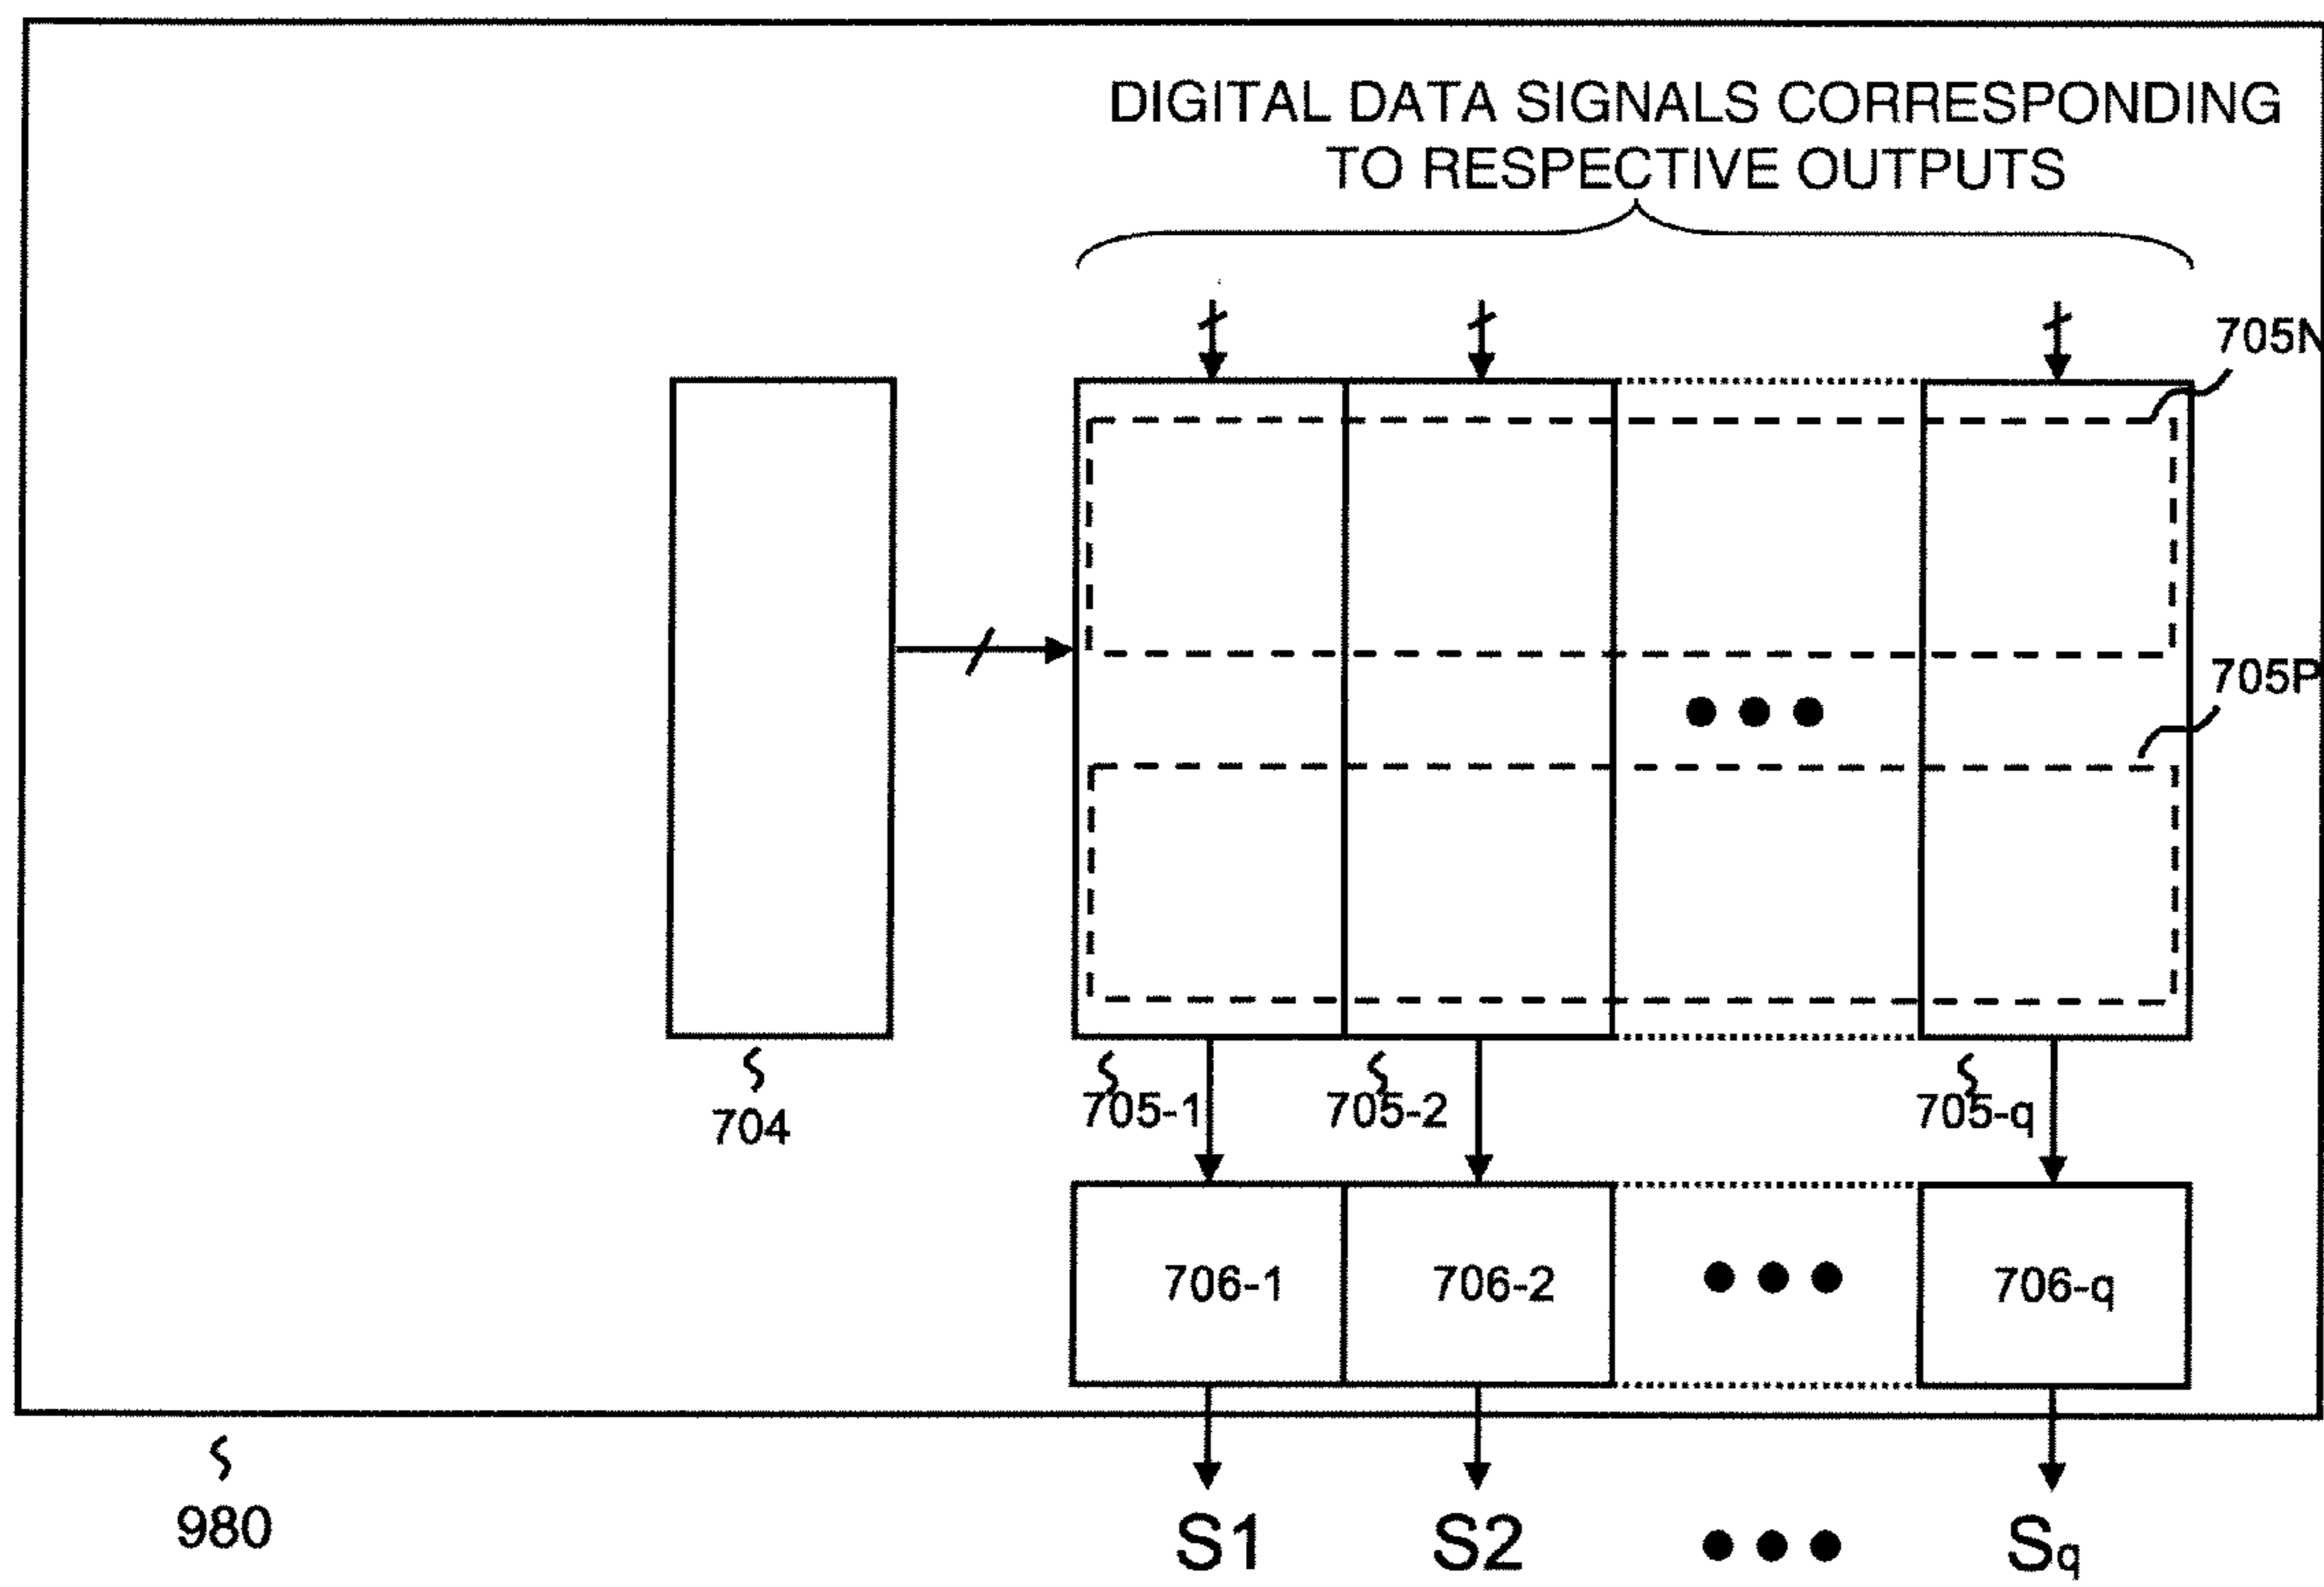 DIGITAL DATA SIGNALS CORRESPONDING
TO RESPECTIVE OUTPUTS
705N
705P
704
705-1
705-2
705-q
706-1
706-2
706-q
980
S1
S2
Sq